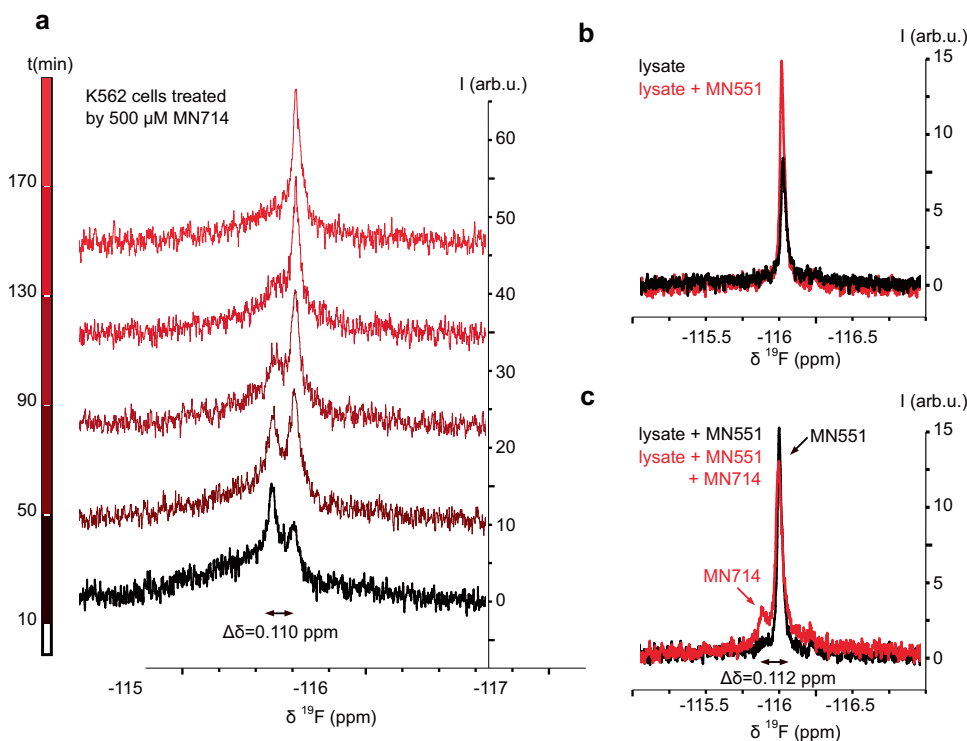 a
t(min)
K562 cells treated
by 500 µM MN714
I (arb.u.)
60
50
40
30
20
10
0
170
130
90
50
10
Δδ=0.110 ppm
-115
-116
-117
δ ¹⁹F (ppm)
b
I (arb.u.)
lysate
lysate + MN551
15
10
5
0
-115.5
-116
-116.5
δ ¹⁹F (ppm)
c
I (arb.u.)
lysate + MN551
lysate + MN551
+ MN714
MN551
MN714
15
10
5
0
Δδ=0.112 ppm
-115.5
-116
-116.5
δ ¹⁹F (ppm)